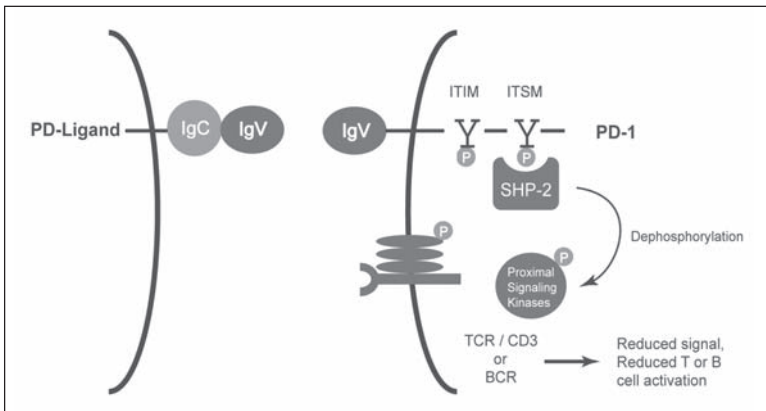 ITIM ITSM
PD-Ligand IgC IgV IgV PD-1
P P
SHP-2
Dephosphorylation
P
P
Proximal
Signaling
Kinases
TCR / CD3
or
BCR
Reduced signal,
Reduced T or B
cell activation